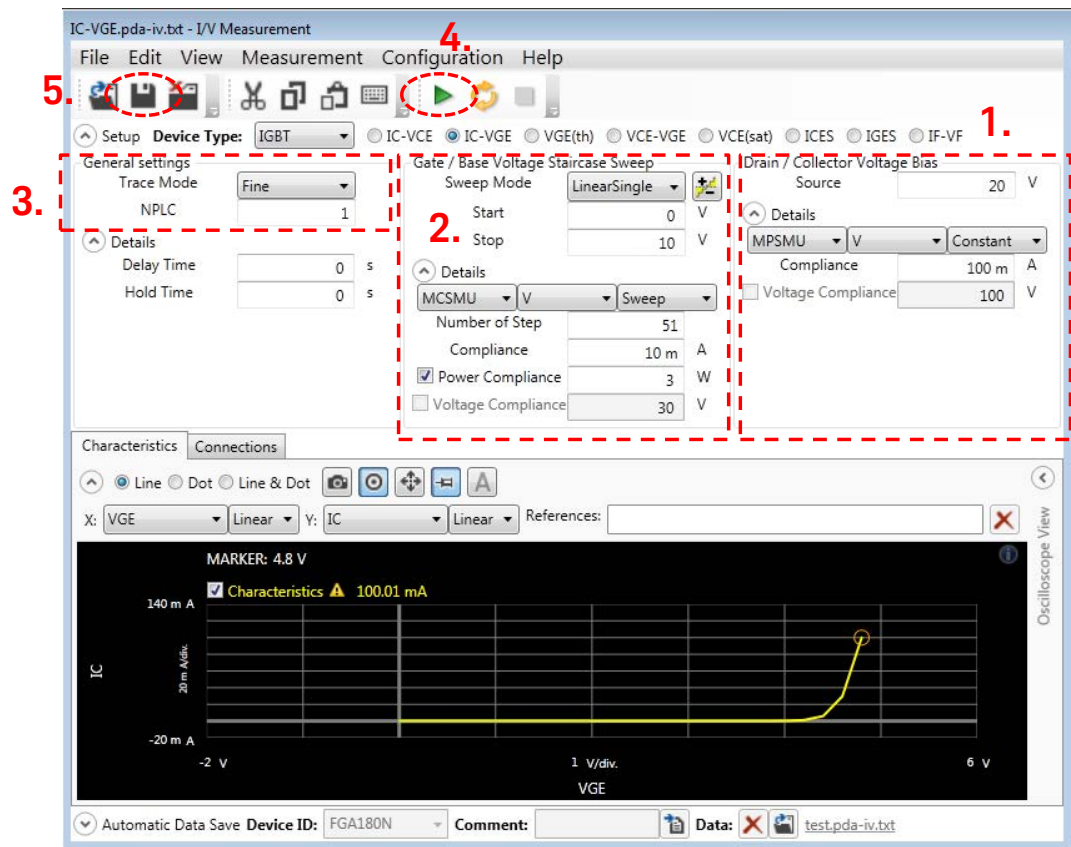 IC-VGE.pda-iv.txt - I/V Measurement
File Edit View Measurement Configuration Help
4.
5.
Setup Device Type: IGBT IC-VCE IC-VGE VGE(th) VCE-VGE VCE(sat) ICES IGES IF-VF
1.
General settings
Trace Mode Fine
NPLC 1
3.
Details
Delay Time 0 s
Hold Time 0 s
Gate / Base Voltage Staircase Sweep
Sweep Mode LinearSingle
Start 0 V
2.
Stop 10 V
Details
MCSMU V Sweep
Number of Step 51
Compliance 10 m A
Power Compliance 3 W
Voltage Compliance 30 V
Drain / Collector Voltage Bias
Source 20 V
Details
MPSMU V Constant
Compliance 100 m A
Voltage Compliance 100 V
Characteristics Connections
Line Dot Line & Dot A
X: VGE Linear Y: IC Linear References:
Oscilloscope View
MARKER: 4.8 V
Characteristics 100.01 mA
140 m A
IC
20 m A/div.
-20 m A
-2 V 1 V/div. 6 V
VGE
Automatic Data Save Device ID: FGA180N Comment: Data: test.pda-iv.txt